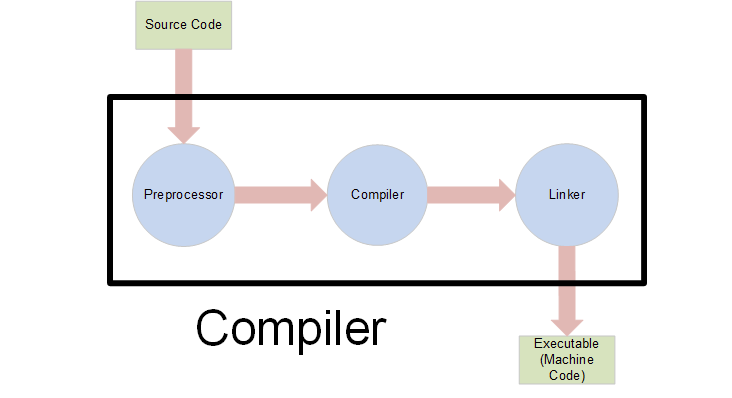 Source Code
Preprocessor
Compiler
Linker
Compiler
Executable
(Machine
Code)